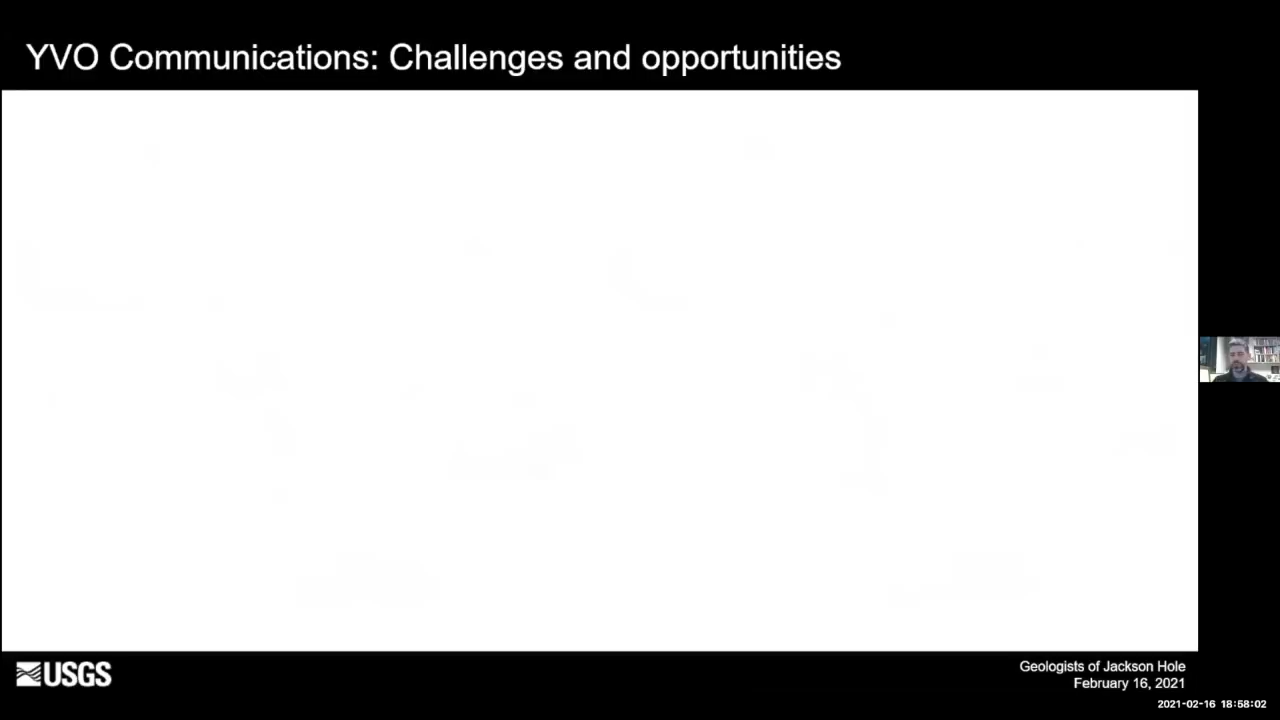 YVO Communications: Challenges and opportunities
USGS
Geologists of Jackson Hole
February 16, 2021
2021-02-16 18:58:02